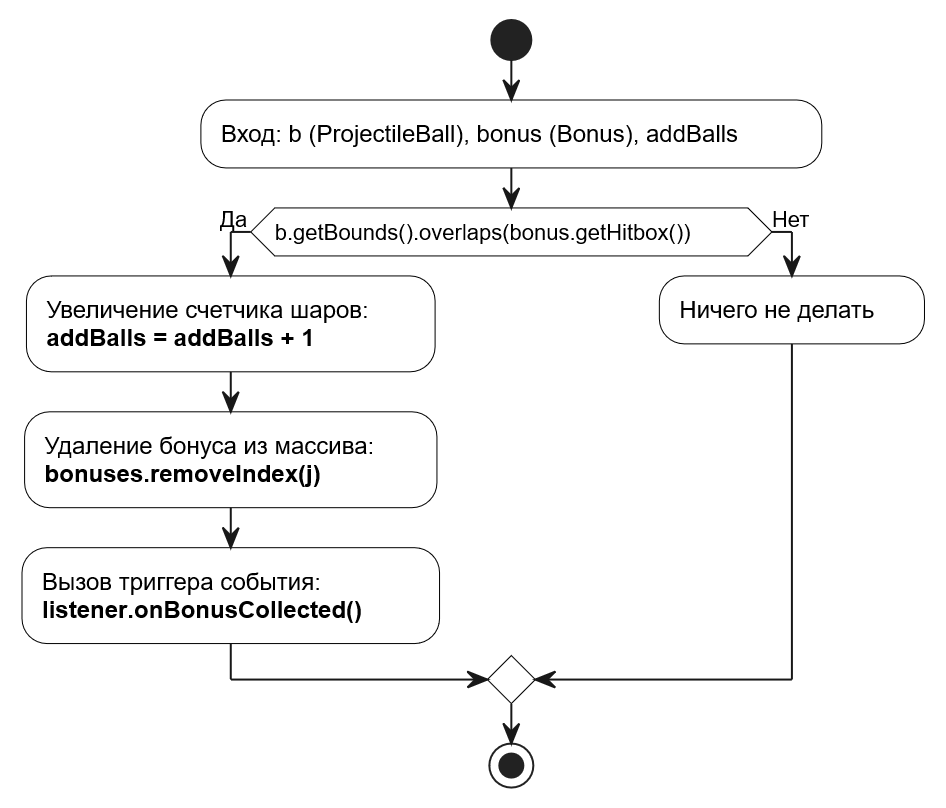 Вход: b (ProjectileBall), bonus (Bonus), addBalls
Да
b.getBounds().overlaps(bonus.getHitbox())
Нет
Увеличение счетчика шаров:
addBalls = addBalls + 1
Ничего не делать
Удаление бонуса из массива:
bonuses.removeIndex(j)
Вызов триггера события:
listener.onBonusCollected()